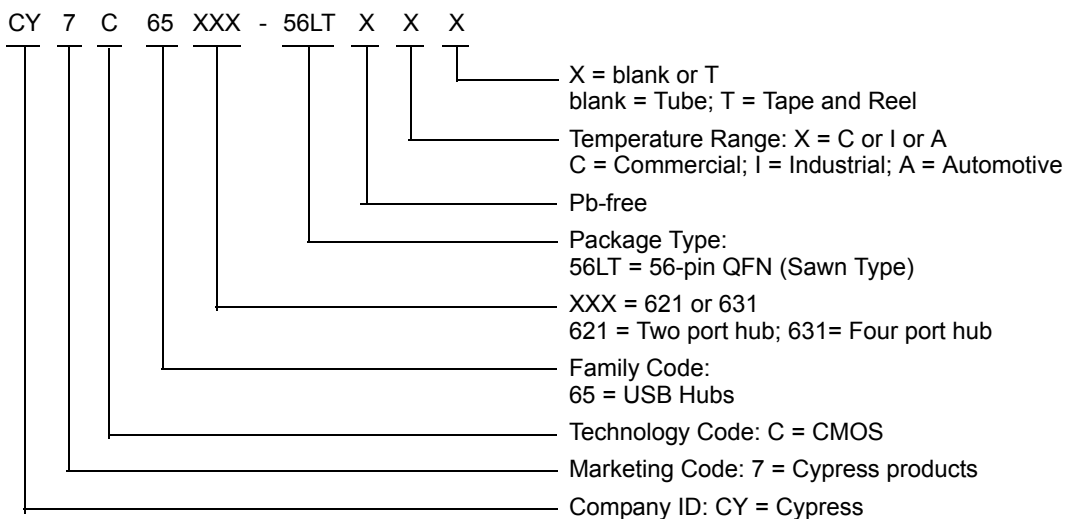 CY 7 C 65 XXX - 56LT X X X
X = blank or T
blank = Tube; T = Tape and Reel
Temperature Range: X = C or I or A
C = Commercial; I = Industrial; A = Automotive
Pb-free
Package Type:
56LT = 56-pin QFN (Sawn Type)
XXX = 621 or 631
621 = Two port hub; 631= Four port hub
Family Code:
65 = USB Hubs
Technology Code: C = CMOS
Marketing Code: 7 = Cypress products
Company ID: CY = Cypress